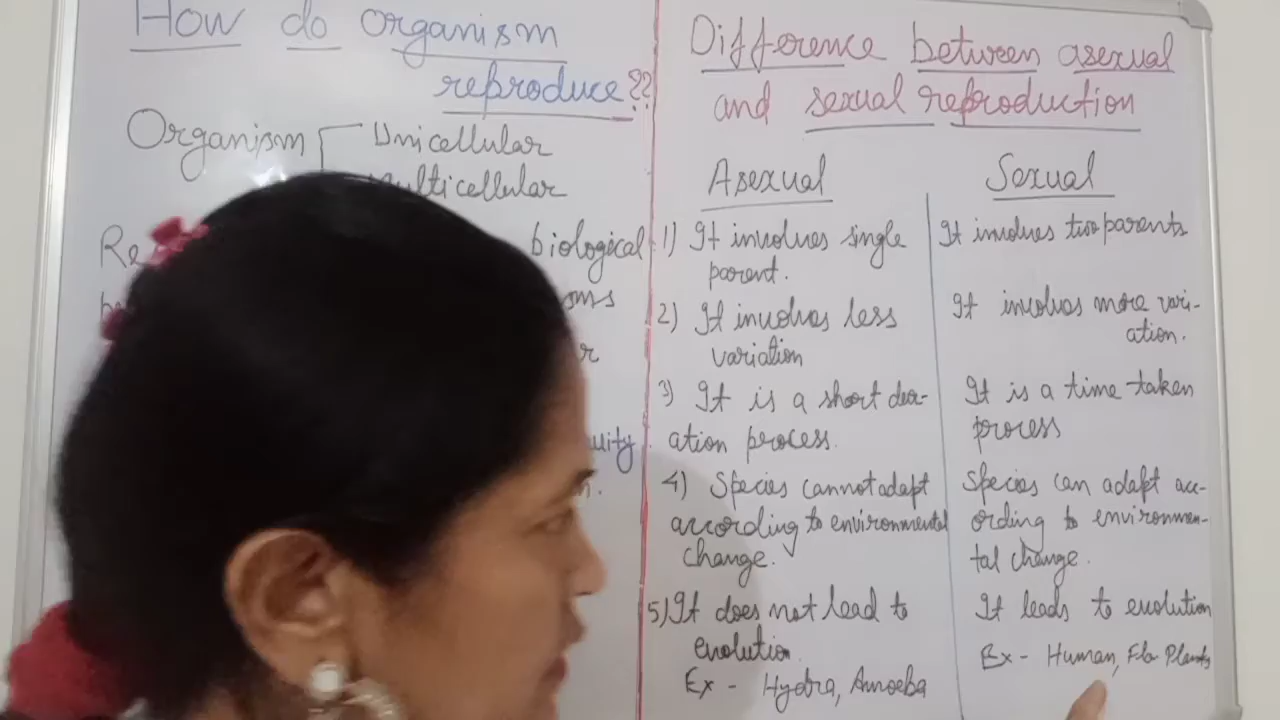 How do organism
reproduce??
Organism
Unicellular
Multicellular
biological
Difference between asexual
and sexual reproduction
Asexual
1) It involves single
parent.
2) It involves less
variation
3) It is a short der-
ation process.
4) Species cannot adapt
according to environmental
change.
5) It does not lead to
evolution.
Ex - Hydra, Amoeba
Sexual
It involves two parents
It involves more vari-
ation.
It is a time taken
process
Species can adapt acc-
ording to environmen-
tal change.
It leads to evolution
Ex - Human, Flo Plants